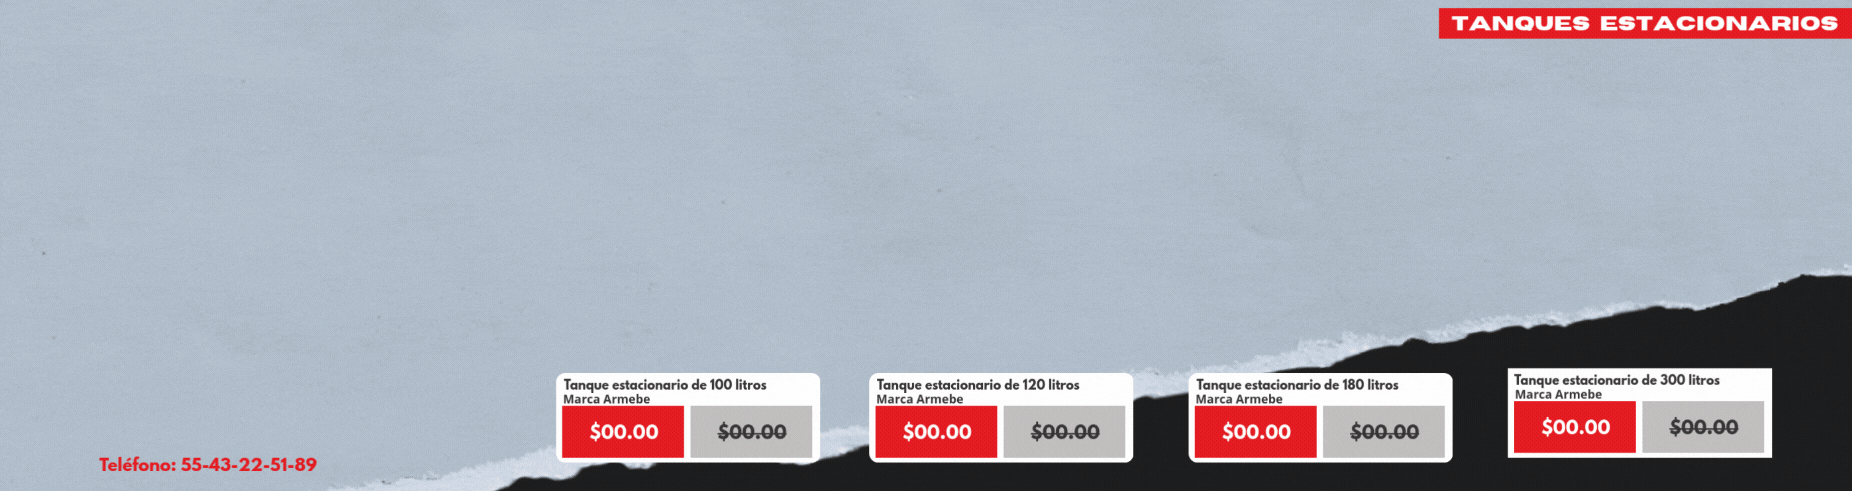 TANQUES ESTACIONARIOS
Tanque estacionario de 100 litros
Marca Armebe
$00.00 $00.00
Tanque estacionario de 120 litros
Marca Armebe
$00.00 $00.00
Tanque estacionario de 180 litros
Marca Armebe
$00.00 $00.00
Tanque estacionario de 300 litros
Marca Armebe
$00.00 $00.00
Teléfono: 55-43-22-51-89